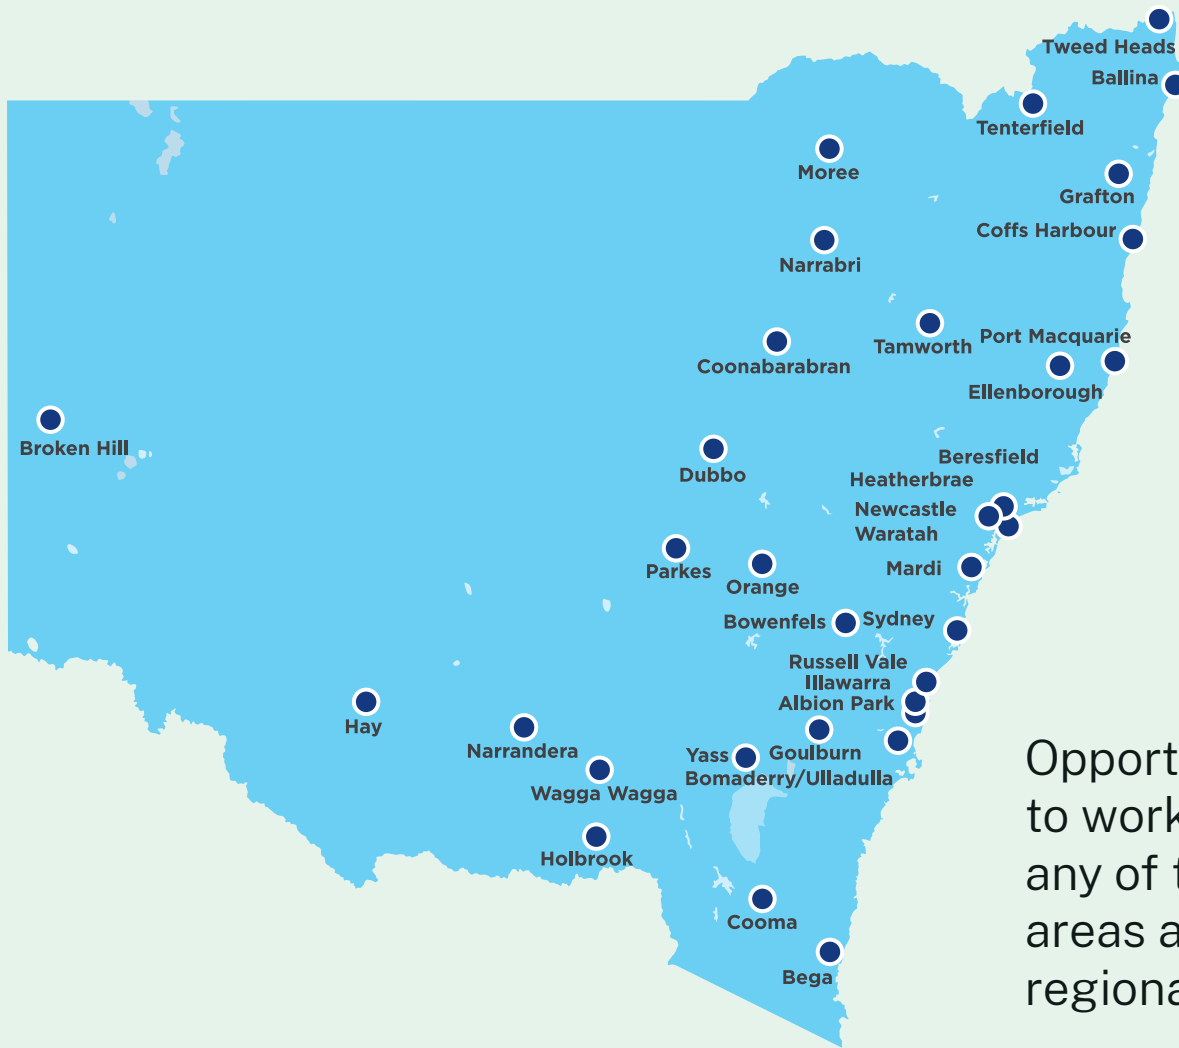 Tweed Heads
Ballina
Tenterfield
Moree
Grafton
Coffs Harbour
Narrabri
Port Macquarie
Tamworth
Coonabarabran
Ellenborough
Broken Hill
Beresfield
Dubbo
Heatherbrae
Newcastle
Waratah
Mardi
Parkes
Orange
Bowenfels
Sydney
Russell Vale
Illawarra
Albion Park
Hay
Narrandera
Yass
Goulburn
Bomaderry/Ulladulla
Wagga Wagga
Holbrook
Cooma
Bega
Opport
to work
any of t
areas a
regiona